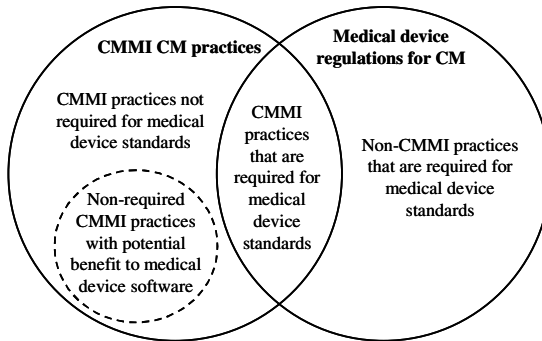 CMMI CM practices
Medical device
regulations for CM
CMMI practices not
required for medical
device standards
CMMI
practices
that are
required for
medical
device
standards
Non-CMMI practices
that are required for
medical device
standards
Non-required
CMMI practices
with potential
benefit to medical
device software